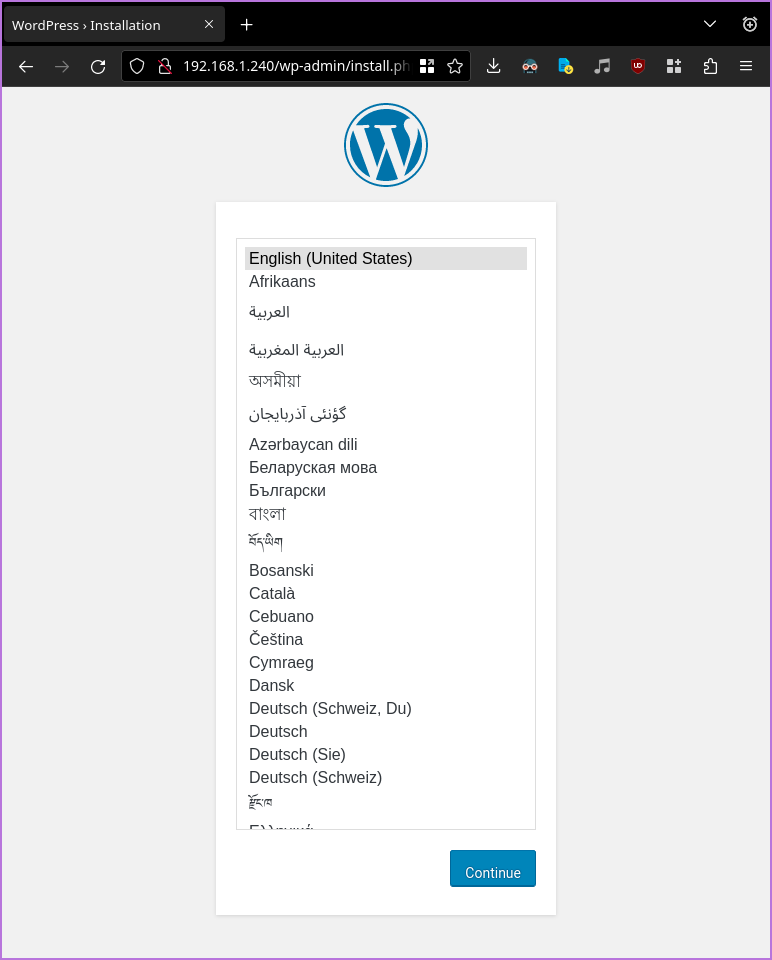 WordPress › Installation
192.168.1.240/wp-admin/install.ph
English (United States)
Afrikaans
العربية
العربية المغربية
অসমীয়া
گؤنئی آذربایجان
Azərbaycan dili
Беларуская мова
Български
বাংলা
བོད་ཡིག
Bosanski
Català
Cebuano
Čeština
Cymraeg
Dansk
Deutsch (Schweiz, Du)
Deutsch
Deutsch (Sie)
Deutsch (Schweiz)
རྫོང་ཁ
Continue